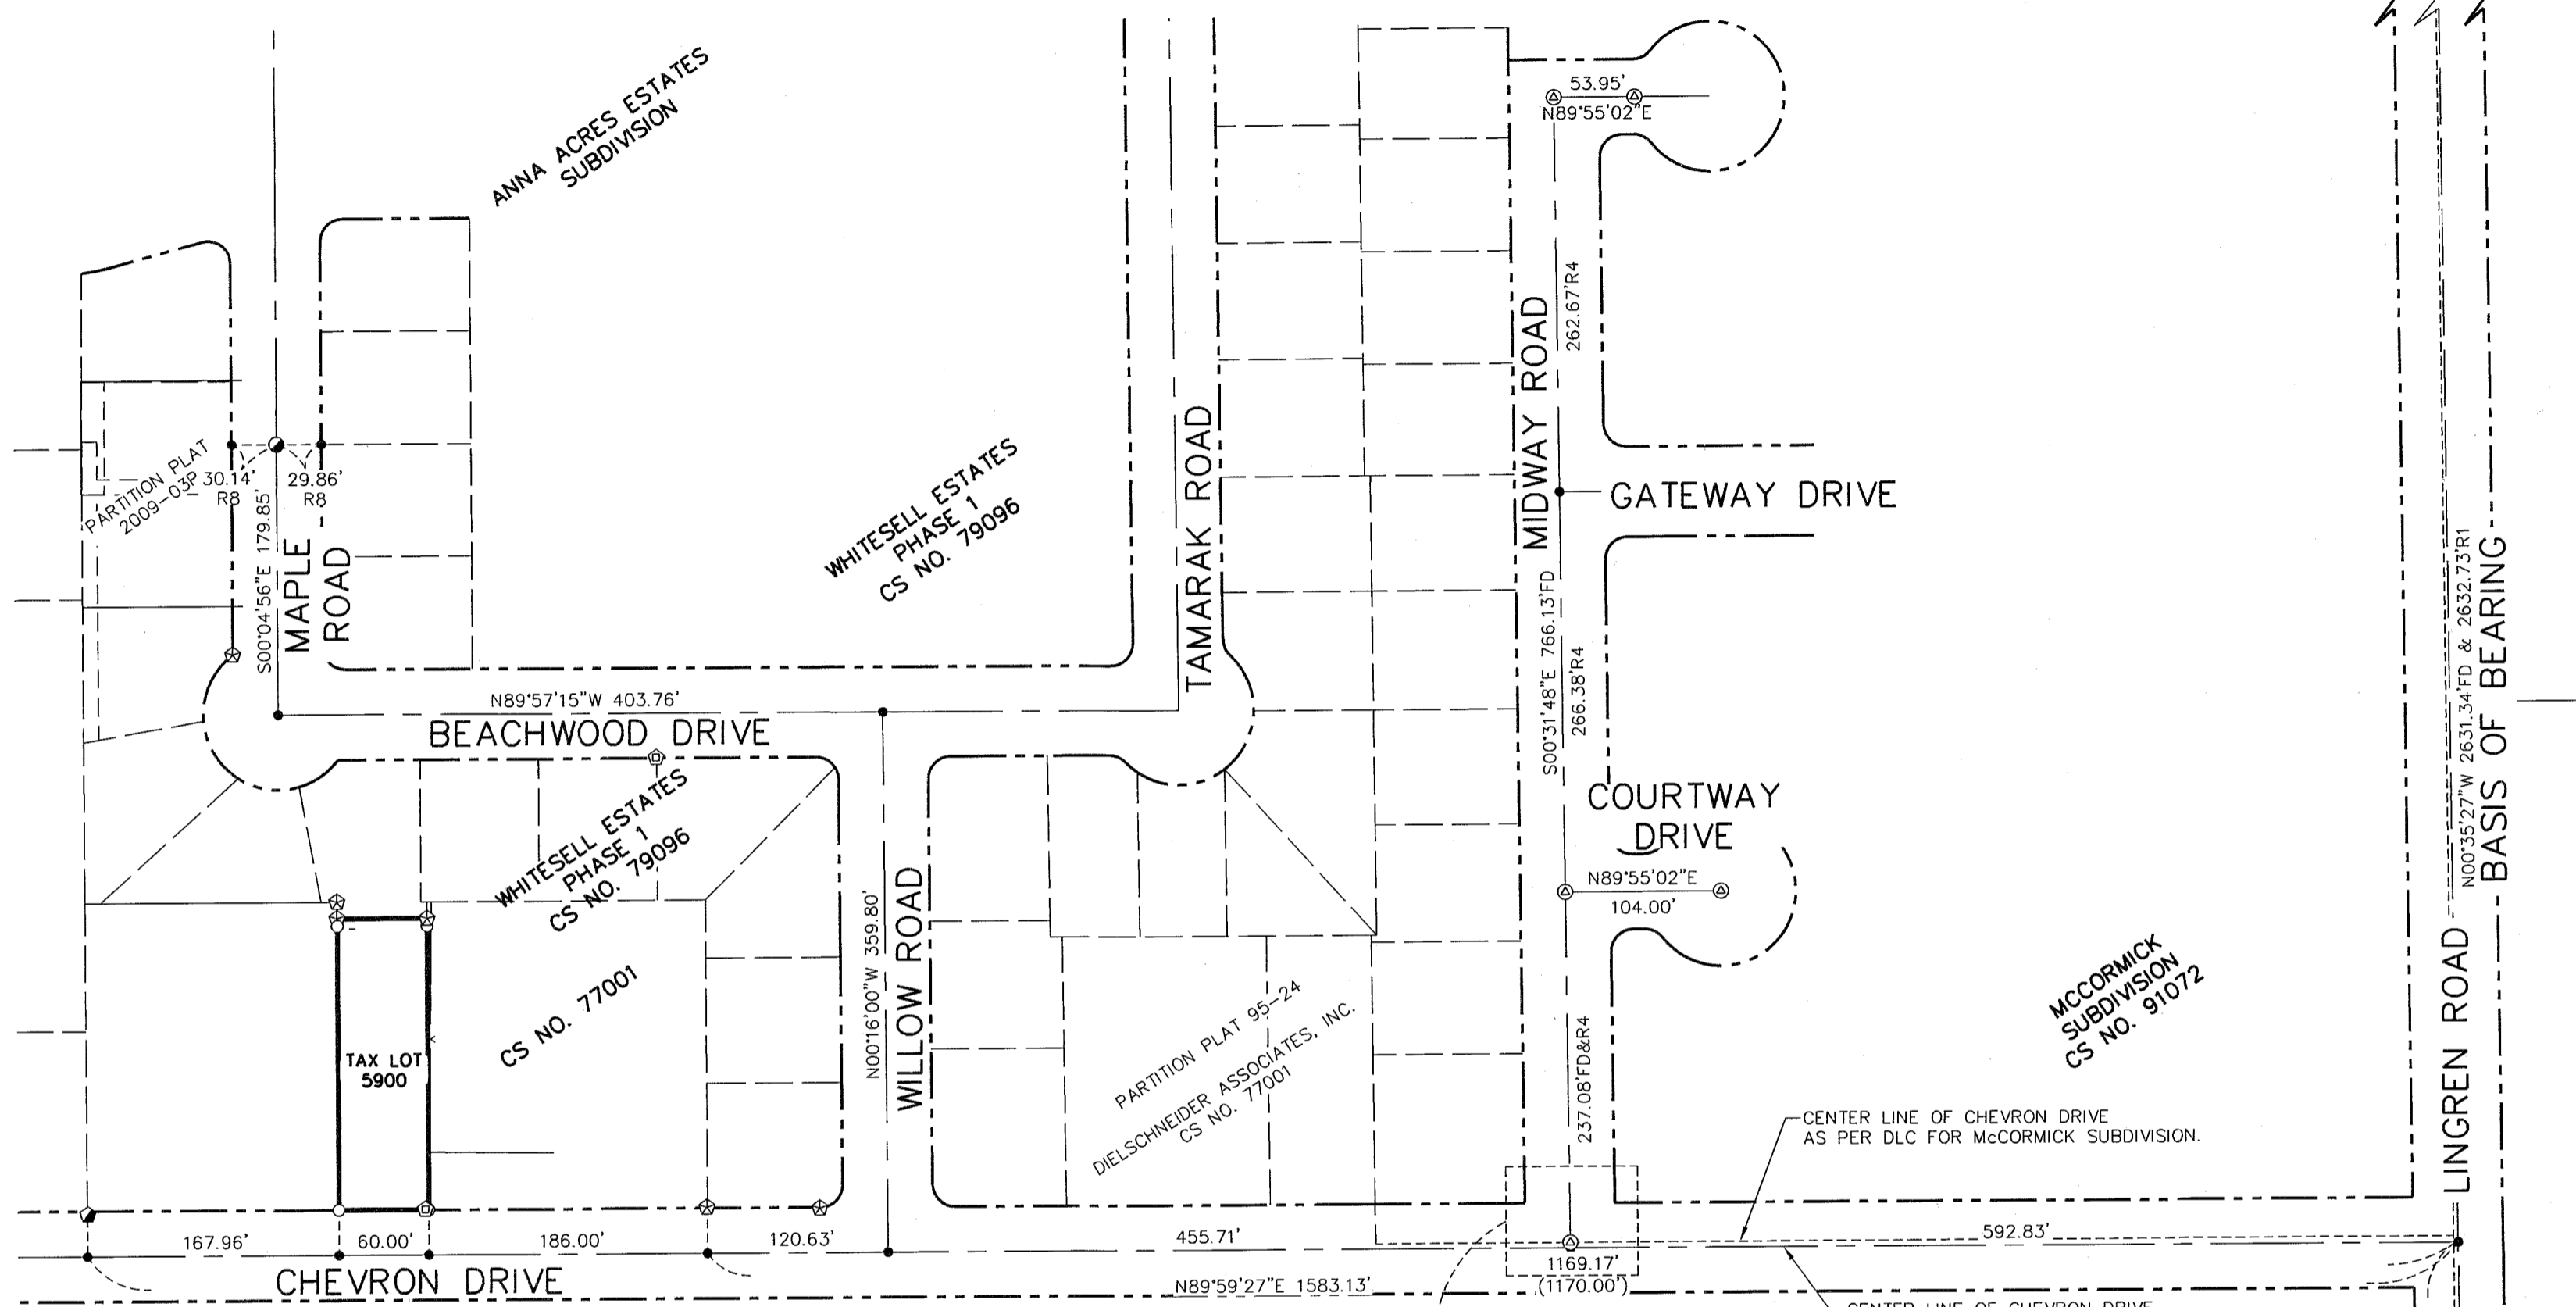 ANNA ACRES ESTATES
SUBDIVISION
53.95'
N89°55'02"E
262.67'R4
MIDWAY ROAD
PARTITION PLAT
2009-03P
30.14'
R8
29.86'
R8
S00°04'56"E 179.85'
MAPLE
ROAD
WHITESELL ESTATES
PHASE 1
CS NO. 79096
TAMARAK ROAD
GATEWAY DRIVE
S00°31'48"E 766.13'FD
266.38'R4
N00°35'27"W 2631.34'FD & 2632.73'R1
BASIS OF BEARING
N89°57'15"W 403.76'
BEACHWOOD DRIVE
WHITESELL ESTATES
PHASE 1
CS NO. 79096
COURTWAY
DRIVE
N89°55'02"E
104.00'
N00°16'00"W 359.80'
WILLOW ROAD
CS NO. 77001
TAX LOT
5900
PARTITION PLAT 95-24
DIELSCHNEIDER ASSOCIATES, INC.
CS NO. 77001
237.08'FD&R4
MCCORMICK
SUBDIVISION
CS NO. 91072
LINGREN ROAD
CENTER LINE OF CHEVRON DRIVE
AS PER DLC FOR McCORMICK SUBDIVISION.
167.96'
60.00'
186.00'
120.63'
455.71'
592.83'
CHEVRON DRIVE
N89°59'27"E 1583.13'
1169.17'
(1170.00')
CENTER LINE OF CHEVRON DRIVE